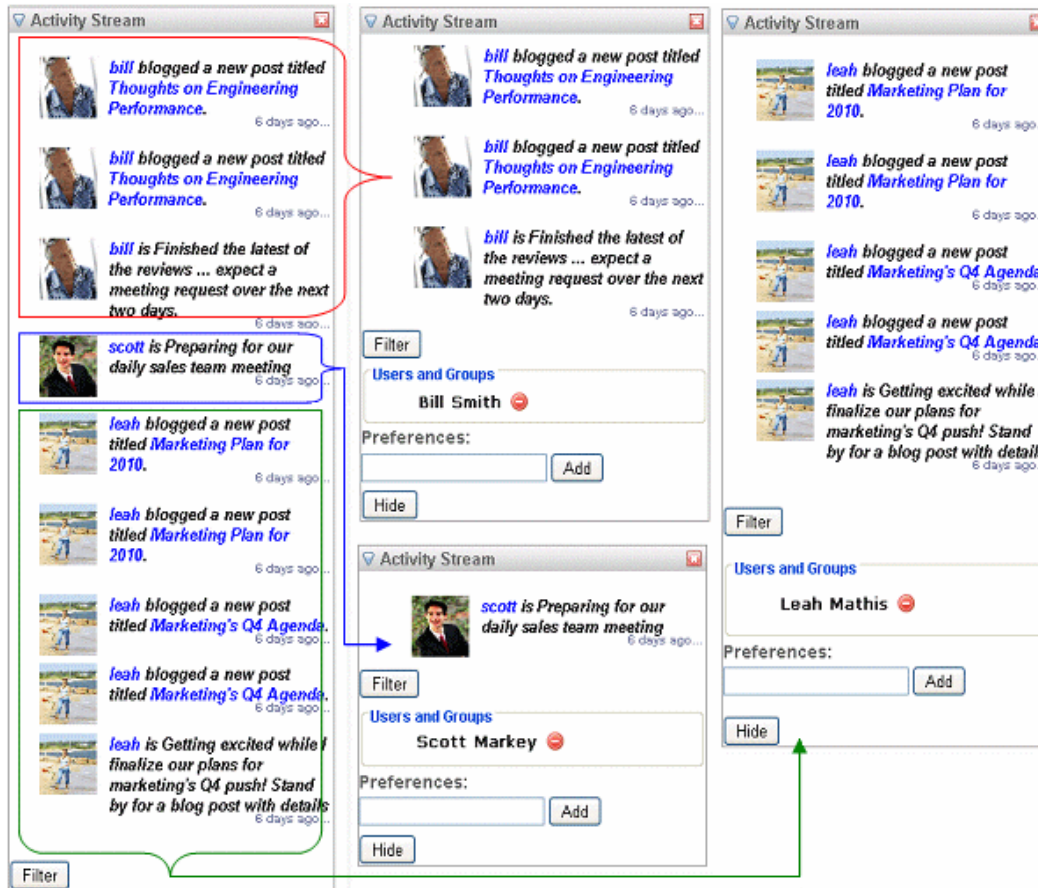 Activity Stream
bill blogged a new post titled
Thoughts on Engineering
Performance.
6 days ago...
bill blogged a new post titled
Thoughts on Engineering
Performance.
6 days ago...
bill is Finished the latest of
the reviews ... expect a
meeting request over the next
two days.
6 days ago...
scott is Preparing for our
daily sales team meeting
6 days ago...
leah blogged a new post
titled Marketing Plan for
2010.
6 days ago...
leah blogged a new post
titled Marketing Plan for
2010.
6 days ago...
leah blogged a new post
titled Marketing's Q4 Agenda.
6 days ago...
leah blogged a new post
titled Marketing's Q4 Agenda.
6 days ago...
leah is Getting excited while I
finalize our plans for
marketing's Q4 push! Stand
by for a blog post with details
6 days ago...
Filter
Activity Stream
bill blogged a new post titled
Thoughts on Engineering
Performance.
6 days ago...
bill blogged a new post titled
Thoughts on Engineering
Performance.
6 days ago...
bill is Finished the latest of
the reviews ... expect a
meeting request over the next
two days.
6 days ago...
Filter
Users and Groups
Bill Smith
Preferences:
Add
Hide
Activity Stream
scott is Preparing for our
daily sales team meeting
6 days ago...
Filter
Users and Groups
Scott Markey
Preferences:
Add
Hide
Activity Stream
leah blogged a new post
titled Marketing Plan for
2010.
6 days ago.
leah blogged a new post
titled Marketing Plan for
2010.
6 days ago.
leah blogged a new post
titled Marketing's Q4 Agenda
6 days ago.
leah blogged a new post
titled Marketing's Q4 Agenda
6 days ago.
leah is Getting excited while
finalize our plans for
marketing's Q4 push! Stand
by for a blog post with detail
6 days ago.
Filter
Users and Groups
Leah Mathis
Preferences:
Add
Hide